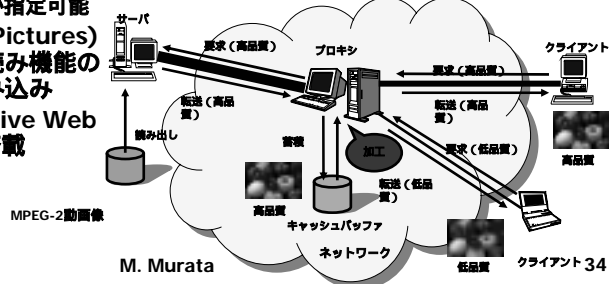 指定可能
Pictures)
読み機能の
み込み
ive Web
載
サーバ
要求(高品質)
転送(高品
質)
読み出し
MPEG-2動画像
プロキシ
蓄積
加工
高品質
キャッシュバッファ
ネットワーク
転送(低品
質)
クライアント
要求(高品質)
転送(高品
質)
高品質
要求(低品質)
低品質
クライアント
M. Murata
34